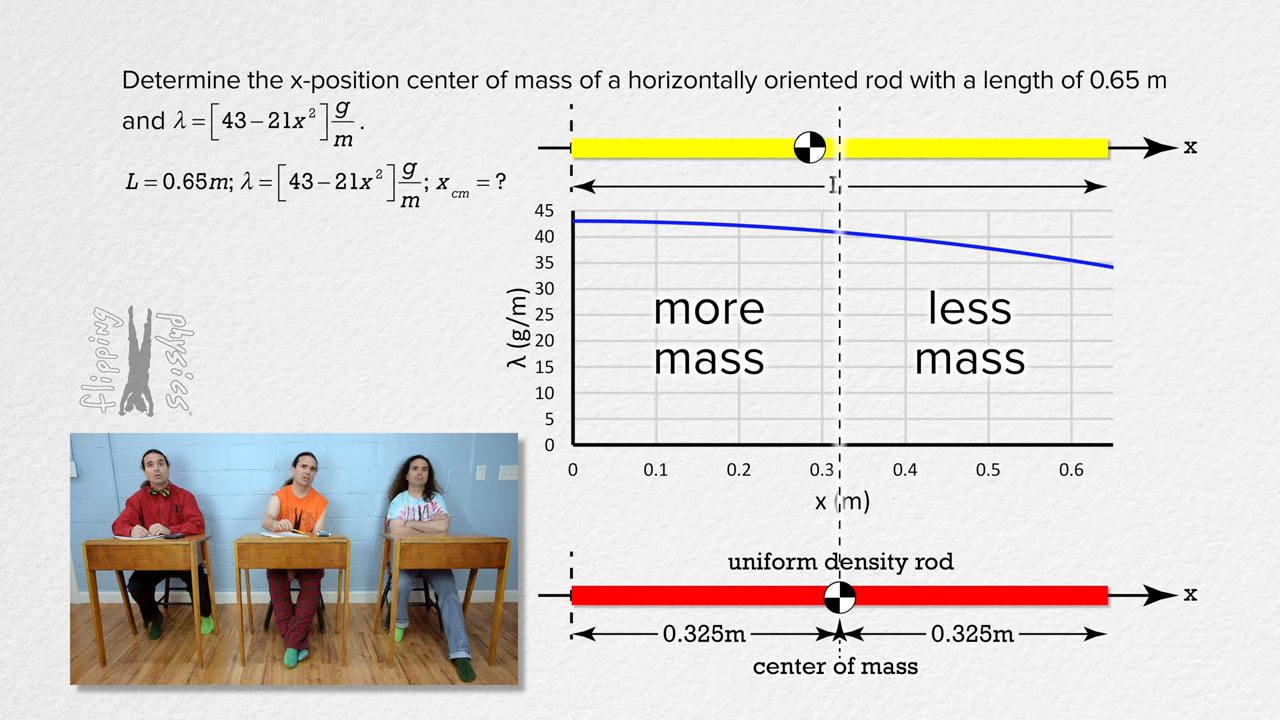 Determine the x-position center of mass of a horizontally oriented rod with a length of 0.65 m
and λ = [43 – 21x²] g/m .
L = 0.65m; λ = [43 – 21x²] g/m ; x_cm = ?
x
L
45
40
35
30
25
20
15
10
5
0
λ (g/m)
more mass
less mass
0 0.1 0.2 0.3 0.4 0.5 0.6
x (m)
flipping physics
uniform density rod
x
0.325m 0.325m
center of mass